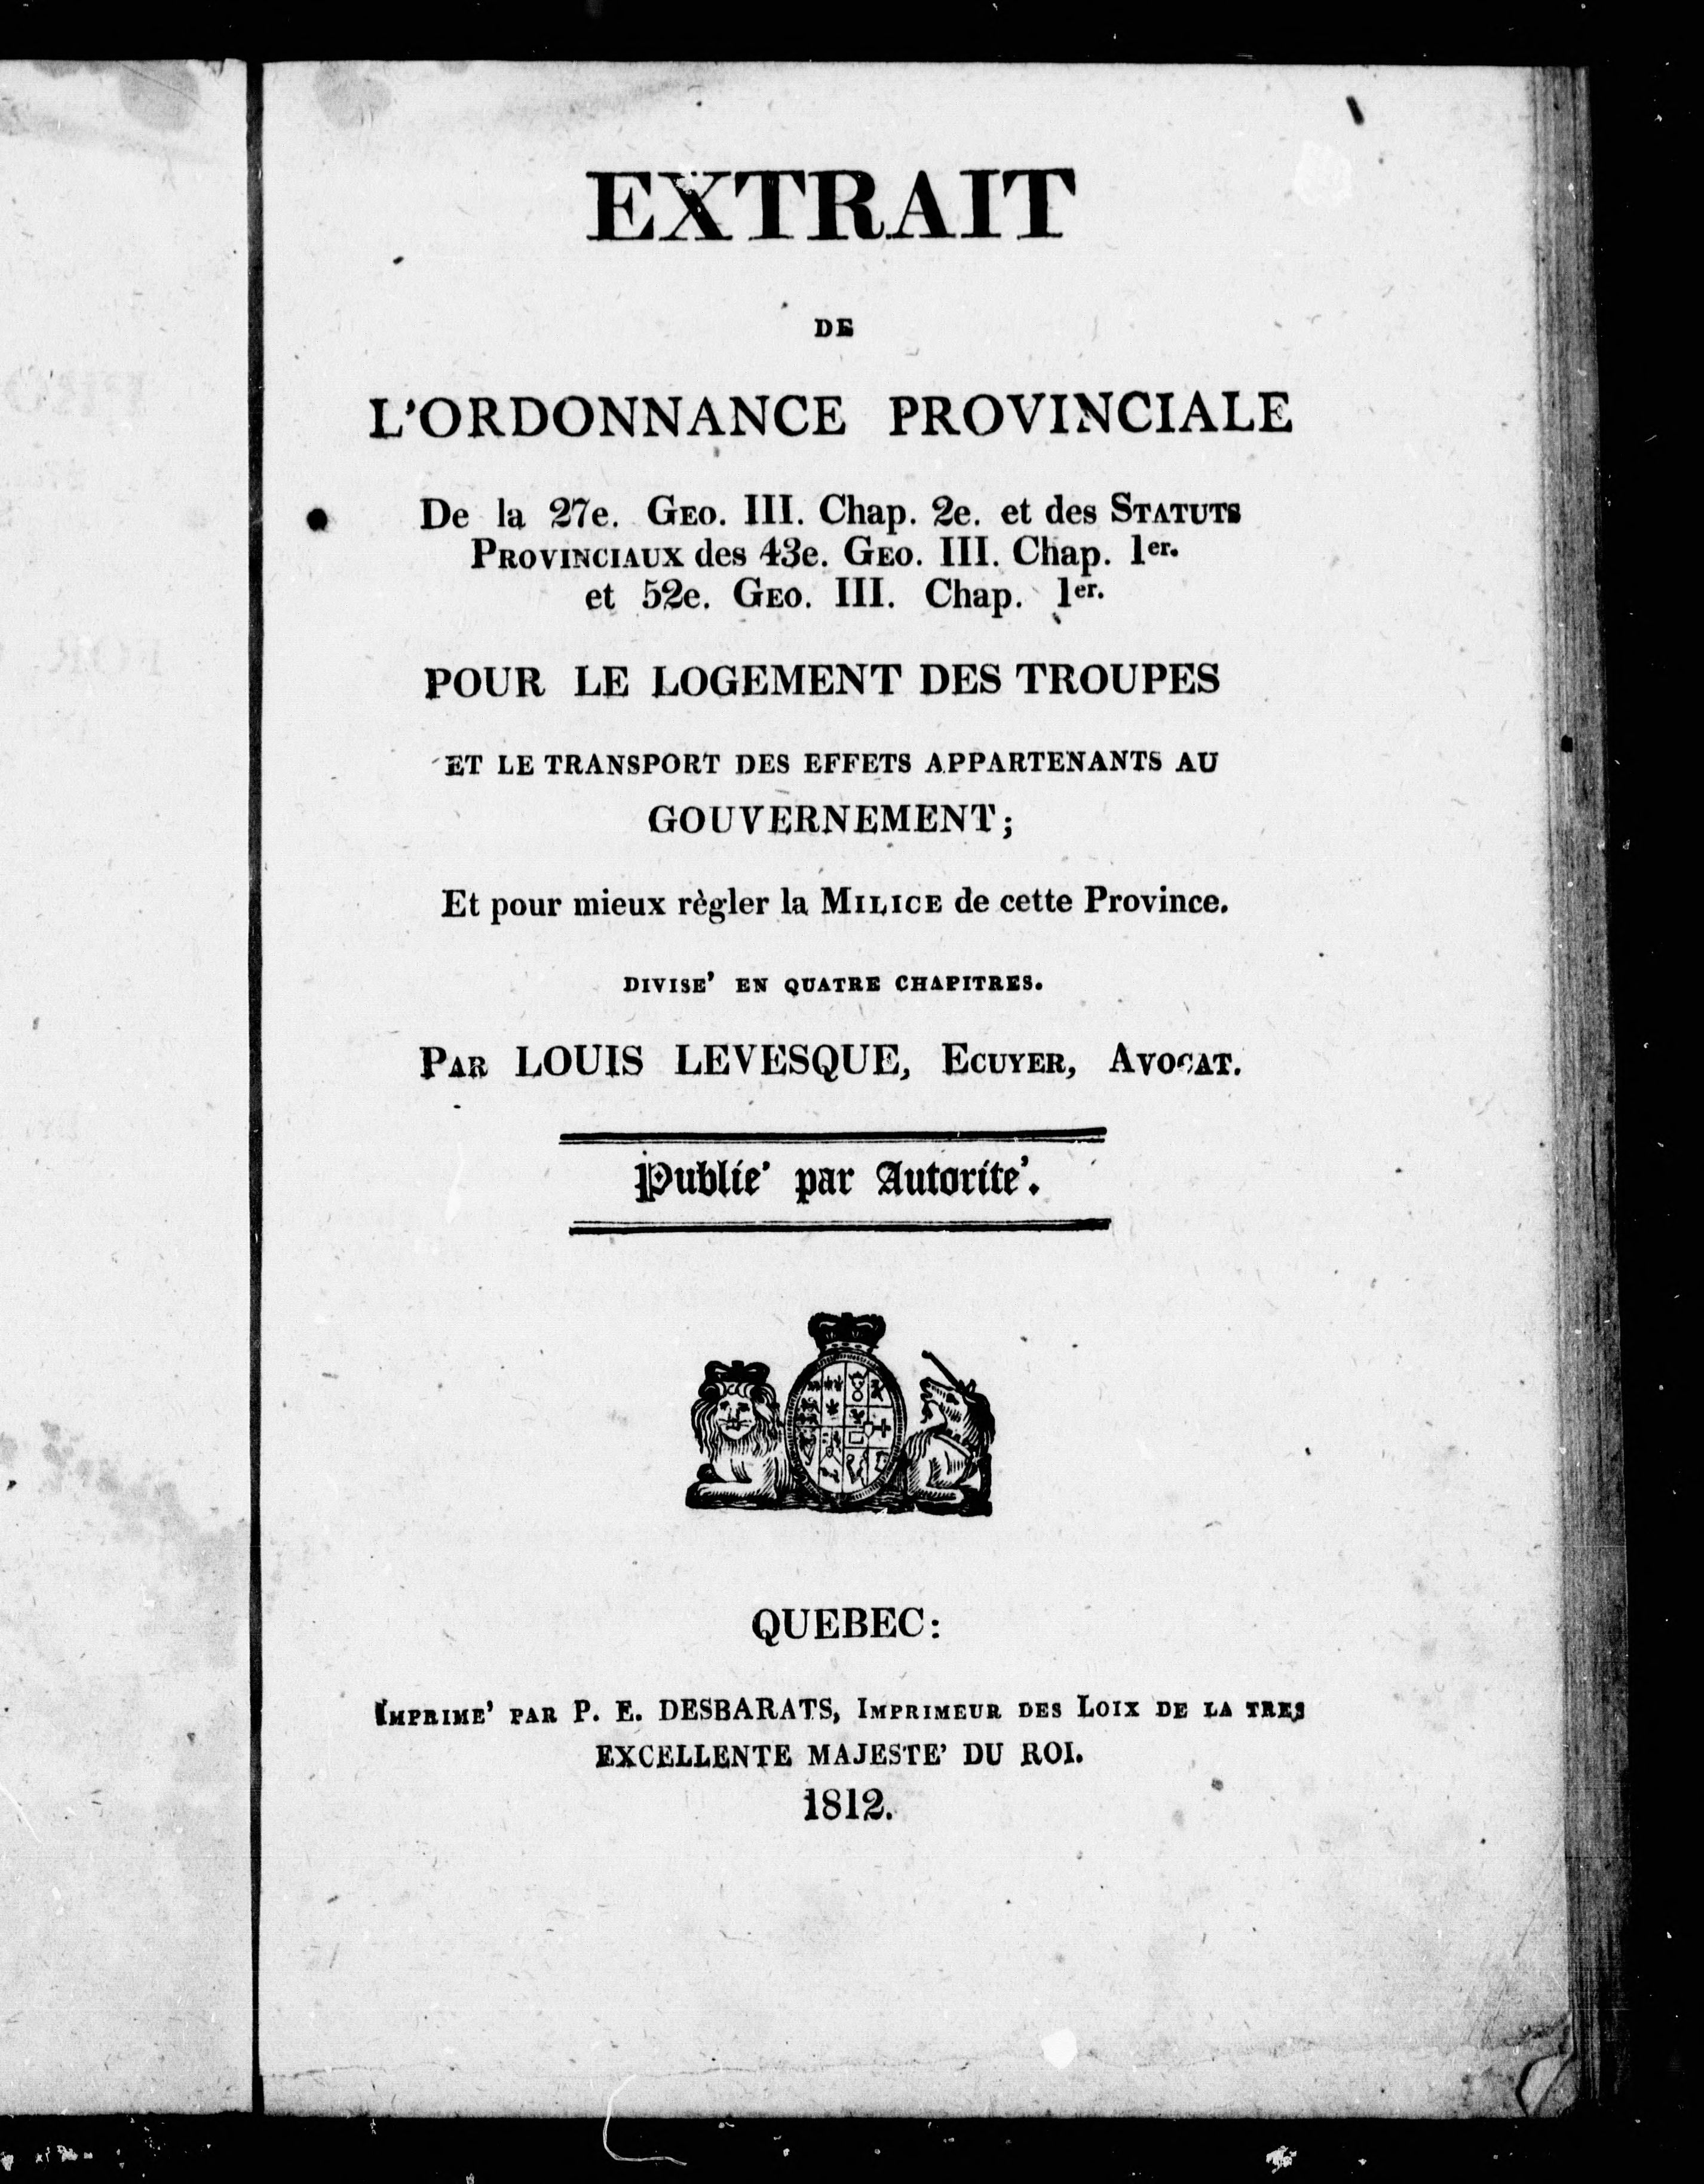 EXTRAIT
DE
L'ORDONNANCE PROVINCIALE
De la 27e. GEO. III. Chap. 2e. et des STATUTS
PROVINCIAUX des 43e. GEO. III. Chap. 1er.
et 52e. GEO. III. Chap. 1er.
POUR LE LOGEMENT DES TROUPES
ET LE TRANSPORT DES EFFETS APPARTENANTS AU
GOUVERNEMENT;
Et pour mieux règler la MILICE de cette Province.
DIVISE' EN QUATRE CHAPITRES.
PAR LOUIS LEVESQUE, ECUYER, AVOCAT.
Publie' par Autorite'.
QUEBEC:
IMPRIME' PAR P. E. DESBARATS, IMPRIMEUR DES LOIX DE LA TRES
EXCELLENTE MAJESTE' DU ROI.
1812.